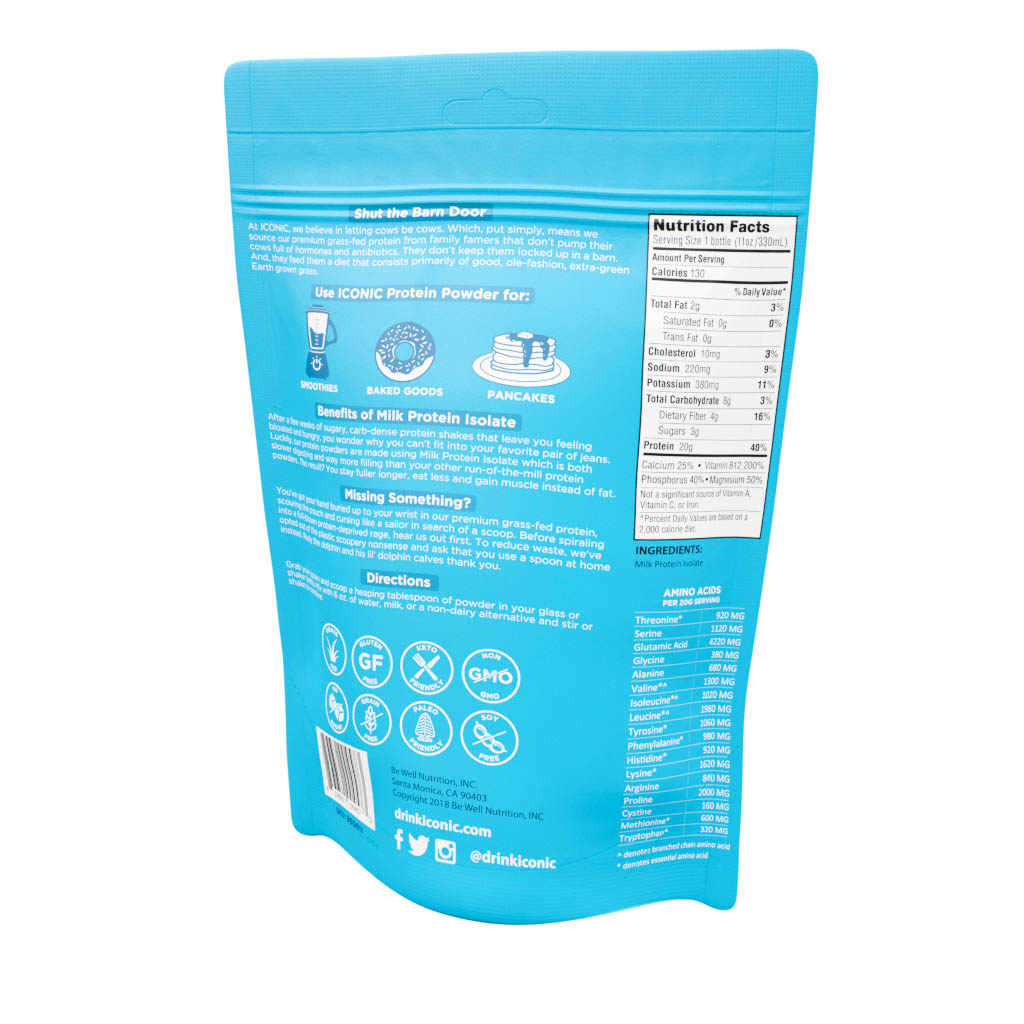 Shut the Barn Door
At ICONIC, we believe in letting cows be cows. Which, put simply, means we
source our premium grass-fed protein from family famers that don't pump their
cows full of hormones and antibiotics. They don't keep them locked up in a barn.
And, they feed them a diet that consists primarily of good, ole-fashion, extra-green
Earth grown grass.
Use ICONIC Protein Powder for:
SMOOTHIES
BAKED GOODS
PANCAKES
Benefits of Milk Protein Isolate
After a few weeks of sugary, carb-dense protein shakes that leave you feeling
bloated and hungry, you wonder why you can't fit into your favorite pair of jeans.
Luckily, our protein powders are made using Milk Protein Isolate which is both
slower digesting and way more filling than your other run-of-the-mill protein
powders. The result? You stay fuller longer, eat less and gain muscle instead of fat.
Missing Something?
You've got your hand buried up to your wrist in our premium grass-fed protein,
scouring the pouch and cursing like a sailor in search of a scoop. Before spiraling
into a full-blown protein-deprived rage, hear us out first. To reduce waste, we've
opted out of the plastic scoopery nonsense and ask that you use a spoon at home
instead. Rudy the dolphin and his lil' dolphin calves thank you.
Directions
Grab your spoon and scoop a heaping tablespoon of powder in your glass or
shake bottle. Mix with 6 oz. of water, milk, or a non-dairy alternative and stir or
shake to combine.
GRASS
FED
GLUTEN
GF
FREE
KETO
FRIENDLY
NON
GMO
GMO
NO
SUGAR
GRAIN
FREE
PALEO
FRIENDLY
SOY
FREE
Be Well Nutrition, INC.
Santa Monica, CA 90403
Copyright 2018 Be Well Nutrition, INC
drinkiconic.com
@drinkiconic
Nutrition Facts
Serving Size 1 bottle (11oz/330mL)
Amount Per Serving
Calories 130
% Daily Value*
Total Fat 2g 3%
Saturated Fat 0g 0%
Trans Fat 0g
Cholesterol 10mg 3%
Sodium 220mg 9%
Potassium 380mg 11%
Total Carbohydrate 8g 3%
Dietary Fiber 4g 16%
Sugars 3g
Protein 20g 40%
Calcium 25% • Vitamin B12 200%
Phosphorus 40% • Magnesium 50%
Not a significant source of Vitamin A,
Vitamin C, or Iron
*Percent Daily Values are based on a
2,000 calorie diet.
INGREDIENTS:
Milk Protein Isolate
AMINO ACIDS
PER 20G SERVING
Threonine* 920 MG
Serine 1120 MG
Glutamic Acid 4220 MG
Glycine 380 MG
Alanine 680 MG
Valine*^ 1300 MG
Isoleucine*^ 1020 MG
Leucine*^ 1980 MG
Tyrosine* 1060 MG
Phenylalanine* 980 MG
Histidine* 920 MG
Lysine* 1620 MG
Arginine 840 MG
Proline 2000 MG
Cystine 160 MG
Methionine* 600 MG
Tryptophan* 320 MG
^ denotes branched chain amino acid
* denotes essential amino acid